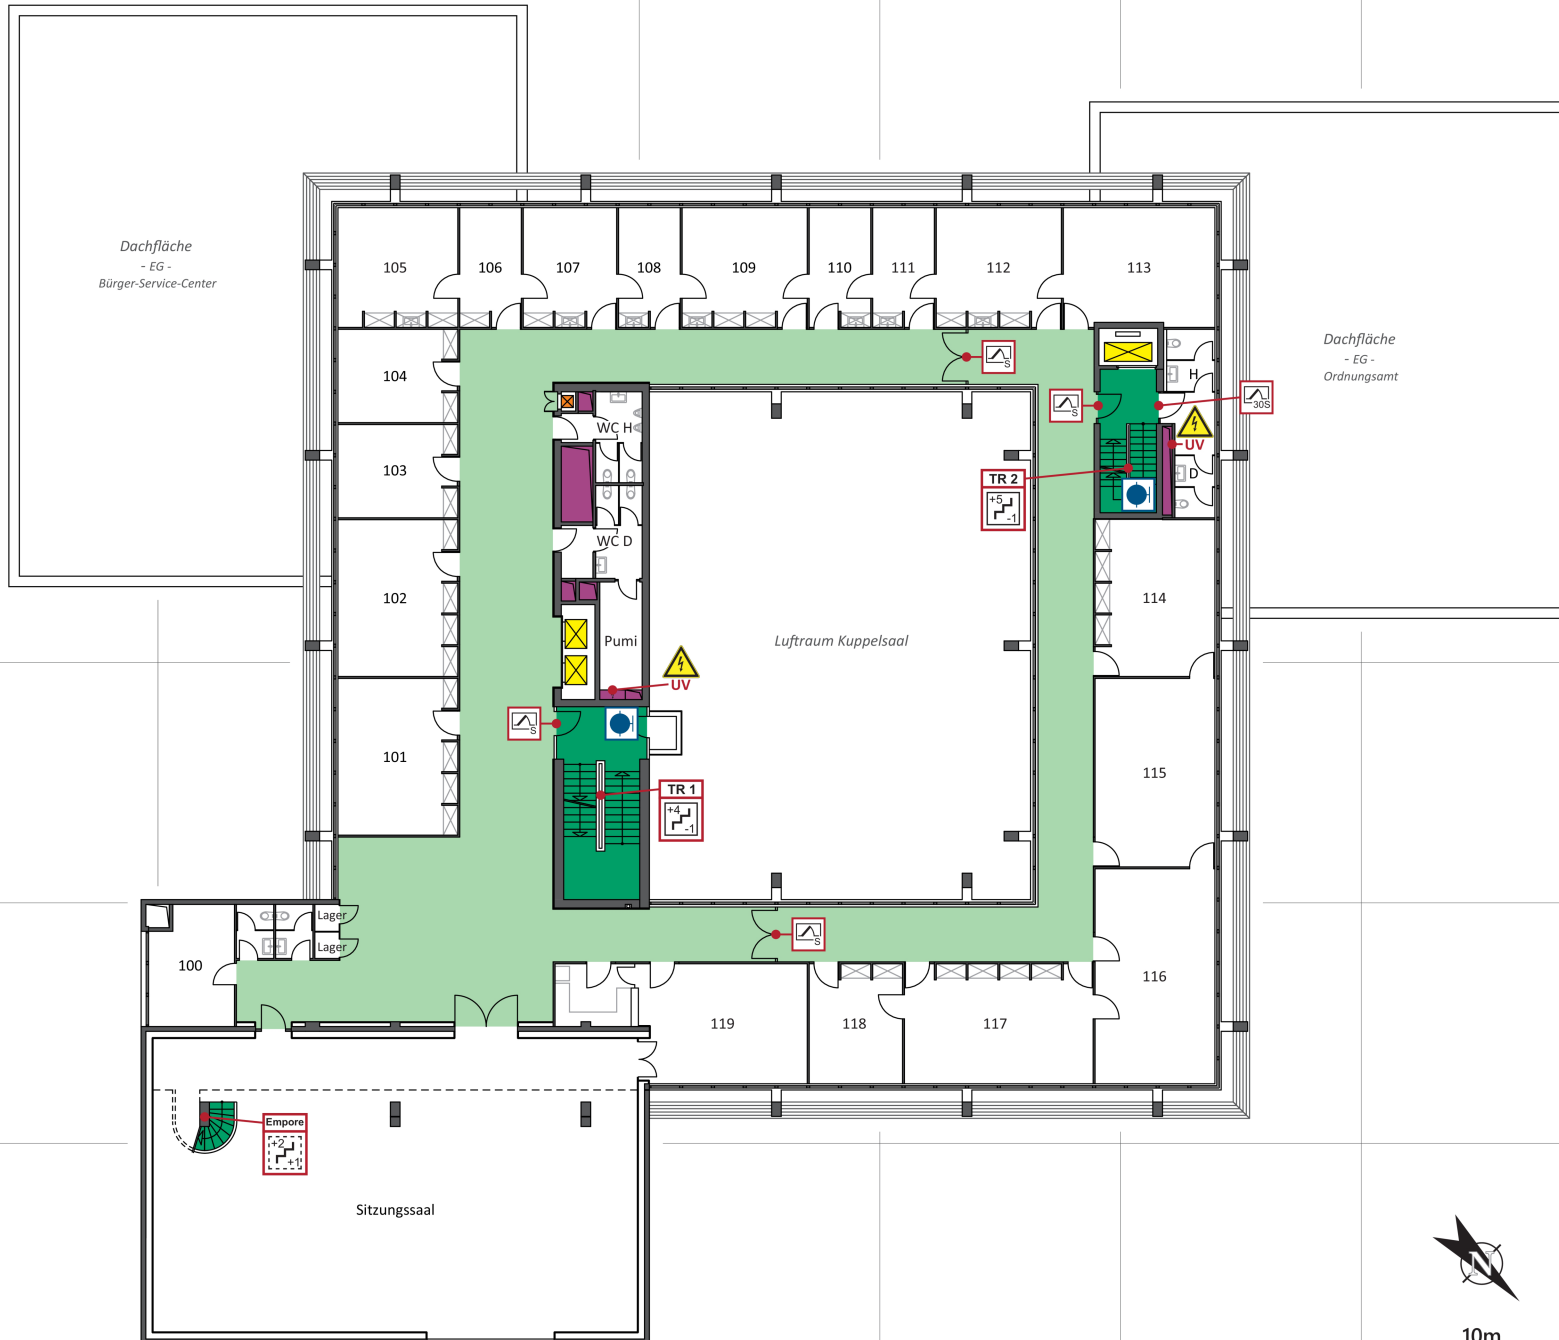 Dachfläche
- EG -
Bürger-Service-Center
105
106
107
108
109
110
111
112
113
Dachfläche
- EG -
Ordnungsamt
S
104
H
S
30S
WC H
UV
103
D
TR 2
+5
-1
WC D
102
114
Luftraum Kuppelsaal
Pumi
UV
S
101
115
TR 1
+4
-1
Lager
Lager
S
100
116
119
118
117
Empore
+2
+1
Sitzungssaal
N
10m